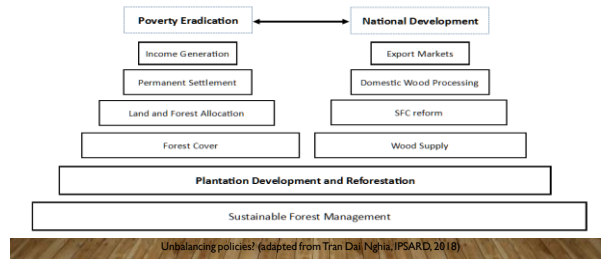 Poverty Eradication
National Development
Income Generation
Export Markets
Permanent Settlement
Domestic Wood Processing
Land and Forest Allocation
SFC reform
Forest Cover
Wood Supply
Plantation Development and Reforestation
Sustainable Forest Management
Unbalancing policies? (adapted from Tran Dai Nghia, IPSARD, 2018)